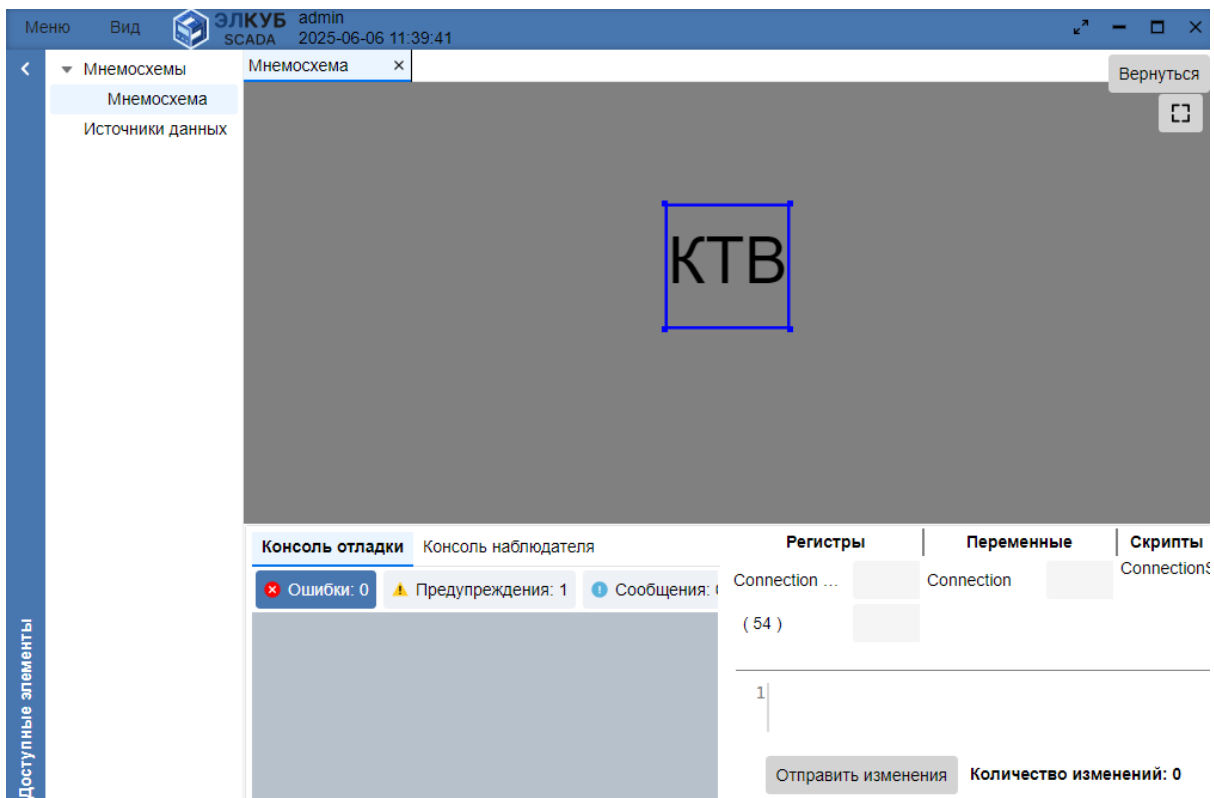 Меню Вид ЭЛКУБ SCADA admin 2025-06-06 11:39:41
Мнемосхемы
Мнемосхема
Источники данных
Мнемосхема ×
Вернуться
КТВ
Доступные элементы
Консоль отладки Консоль наблюдателя
Ошибки: 0 Предупреждения: 1 Сообщения:
Регистры Переменные Скрипты
Connection ... Connection ConnectionS
( 54 )
1
Отправить изменения Количество изменений: 0